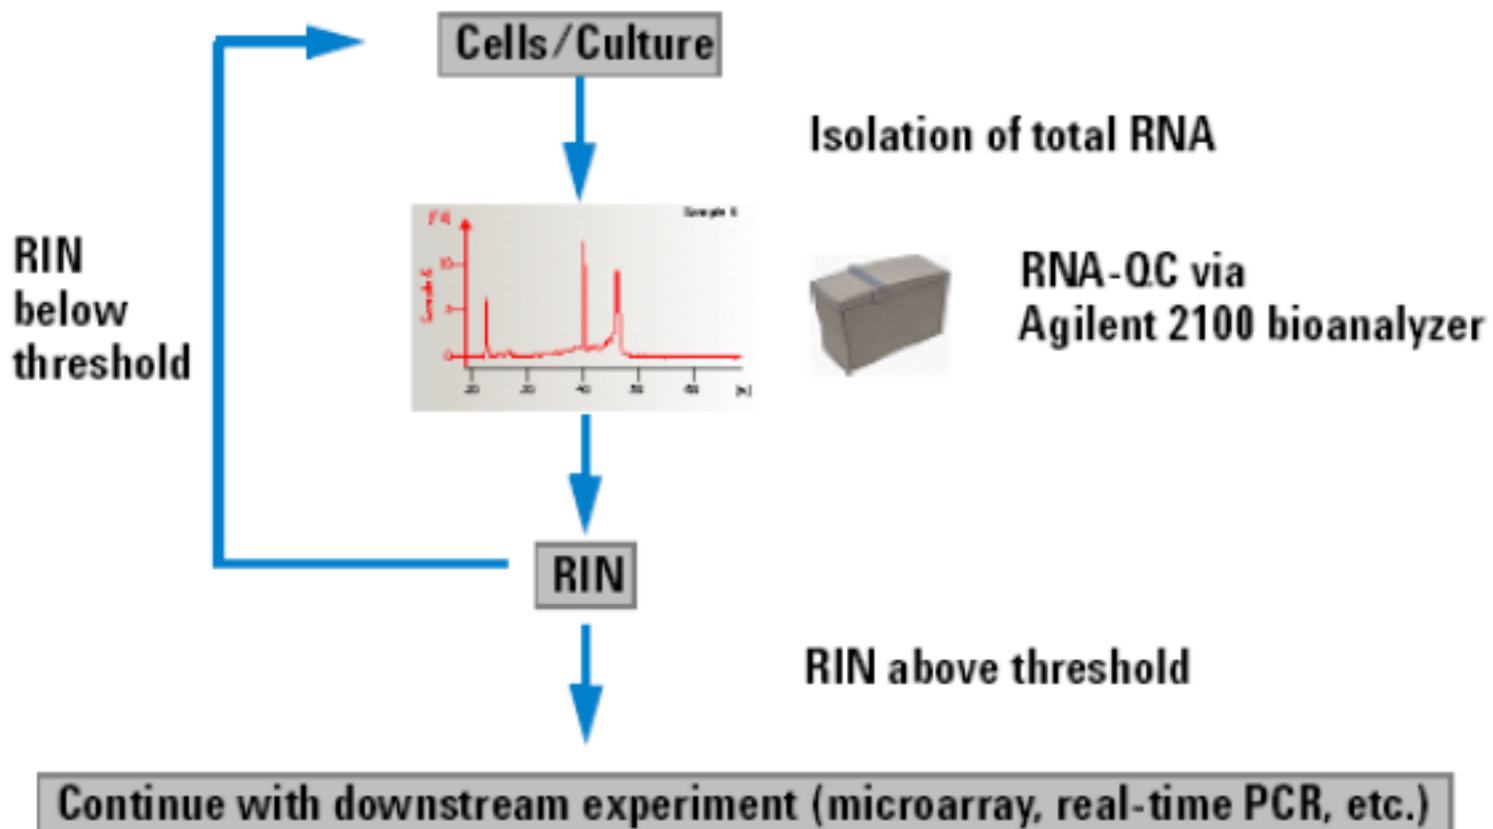 Cells/Culture
Isolation of total RNA
RIN
below
threshold
RNA-QC via
Agilent 2100 bioanalyzer
RIN
RIN above threshold
Continue with downstream experiment (microarray, real-time PCR, etc.)